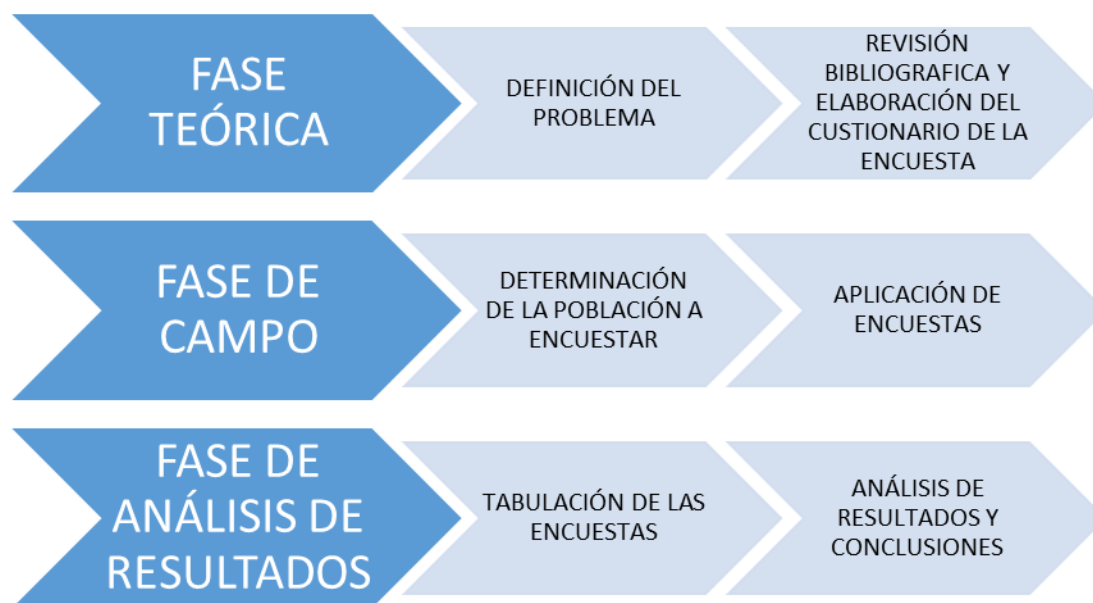 FASE
TEÓRICA
DEFINICIÓN DEL
PROBLEMA
REVISIÓN
BIBLIOGRAFICA Y
ELABORACIÓN DEL
CUSTIONARIO DE LA
ENCUESTA
FASE DE
CAMPO
DETERMINACIÓN
DE LA POBLACIÓN A
ENCUESTAR
APLICACIÓN DE
ENCUESTAS
FASE DE
ANÁLISIS DE
RESULTADOS
TABULACIÓN DE LAS
ENCUESTAS
ANÁLISIS DE
RESULTADOS Y
CONCLUSIONES